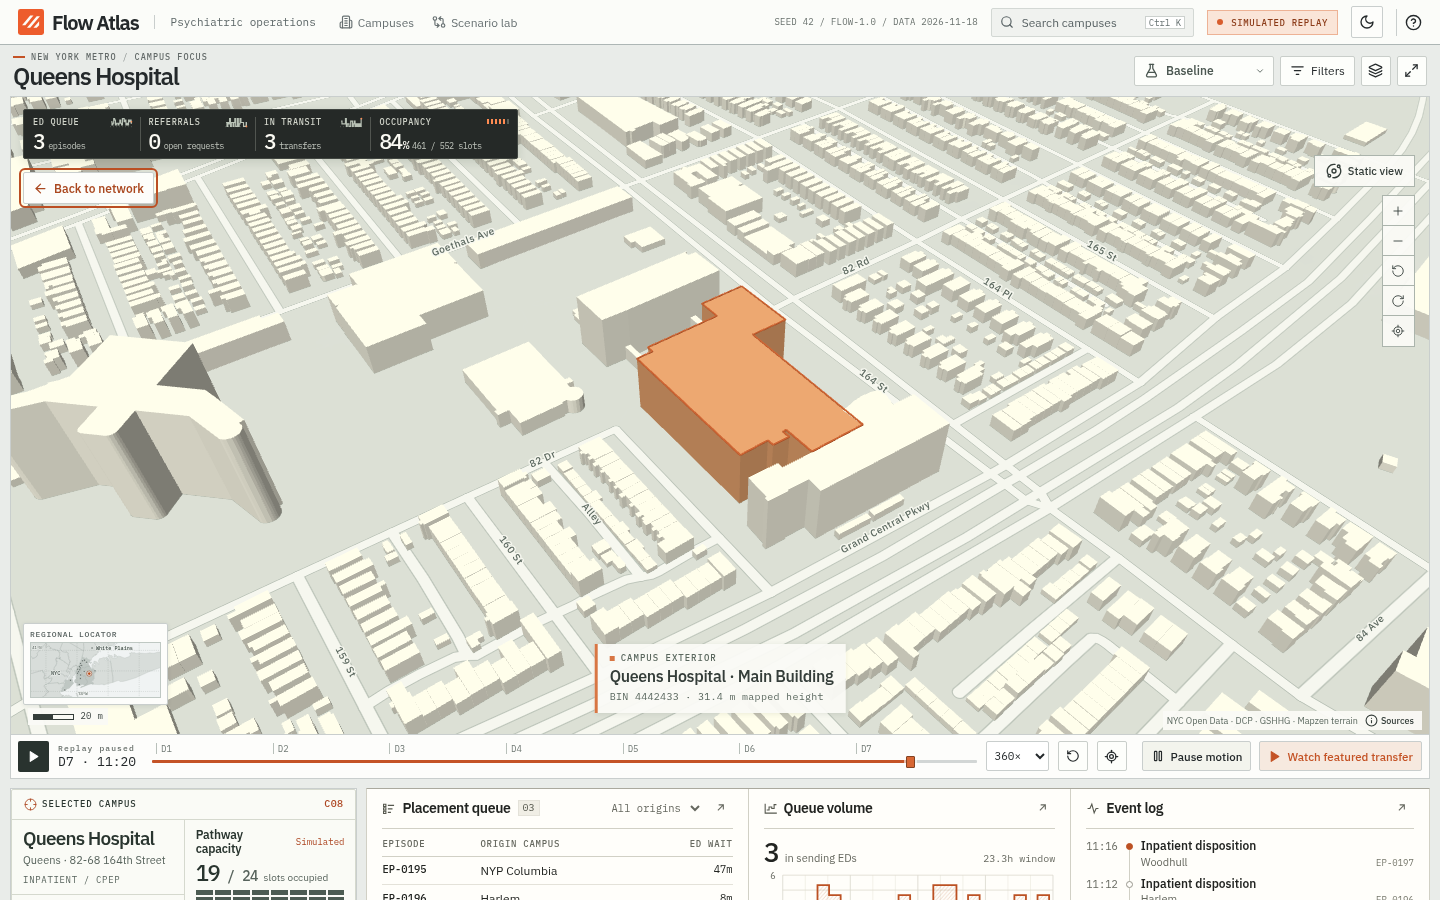 Flow Atlas
Psychiatric operations
Campuses
Scenario lab
SEED 42 / FLOW-1.0 / DATA 2026-11-18
Search campuses
Ctrl K
SIMULATED REPLAY
NEW YORK METRO / CAMPUS FOCUS
Queens Hospital
Baseline
Filters
ED QUEUE
3 episodes
REFERRALS
0 open requests
IN TRANSIT
3 transfers
OCCUPANCY
84% 461 / 552 slots
Back to network
Static view
Goethals Ave
82 Rd
165 St
164 Pl
164 St
82 Dr
Alley
160 St
Grand Central Pkwy
159 St
84 Ave
REGIONAL LOCATOR
White Plains
NYC
20 m
CAMPUS EXTERIOR
Queens Hospital · Main Building
BIN 4442433 · 31.4 m mapped height
NYC Open Data · DCP · GSHHG · Mapzen terrain
Sources
Replay paused
D7 · 11:20
D1
D2
D3
D4
D5
D6
D7
360×
Pause motion
Watch featured transfer
SELECTED CAMPUS
C08
Queens Hospital
Queens · 82-68 164th Street
INPATIENT / CPEP
Pathway capacity
Simulated
19 / 24 slots occupied
Placement queue 03
All origins
EPISODE
ORIGIN CAMPUS
ED WAIT
EP-0195
NYP Columbia
47m
EP-0196
Harlem
8m
Queue volume
3 in sending EDs
23.3h window
6
Event log
11:16
Inpatient disposition
Woodhull
EP-0197
11:12
Inpatient disposition
Harlem
EP-0196